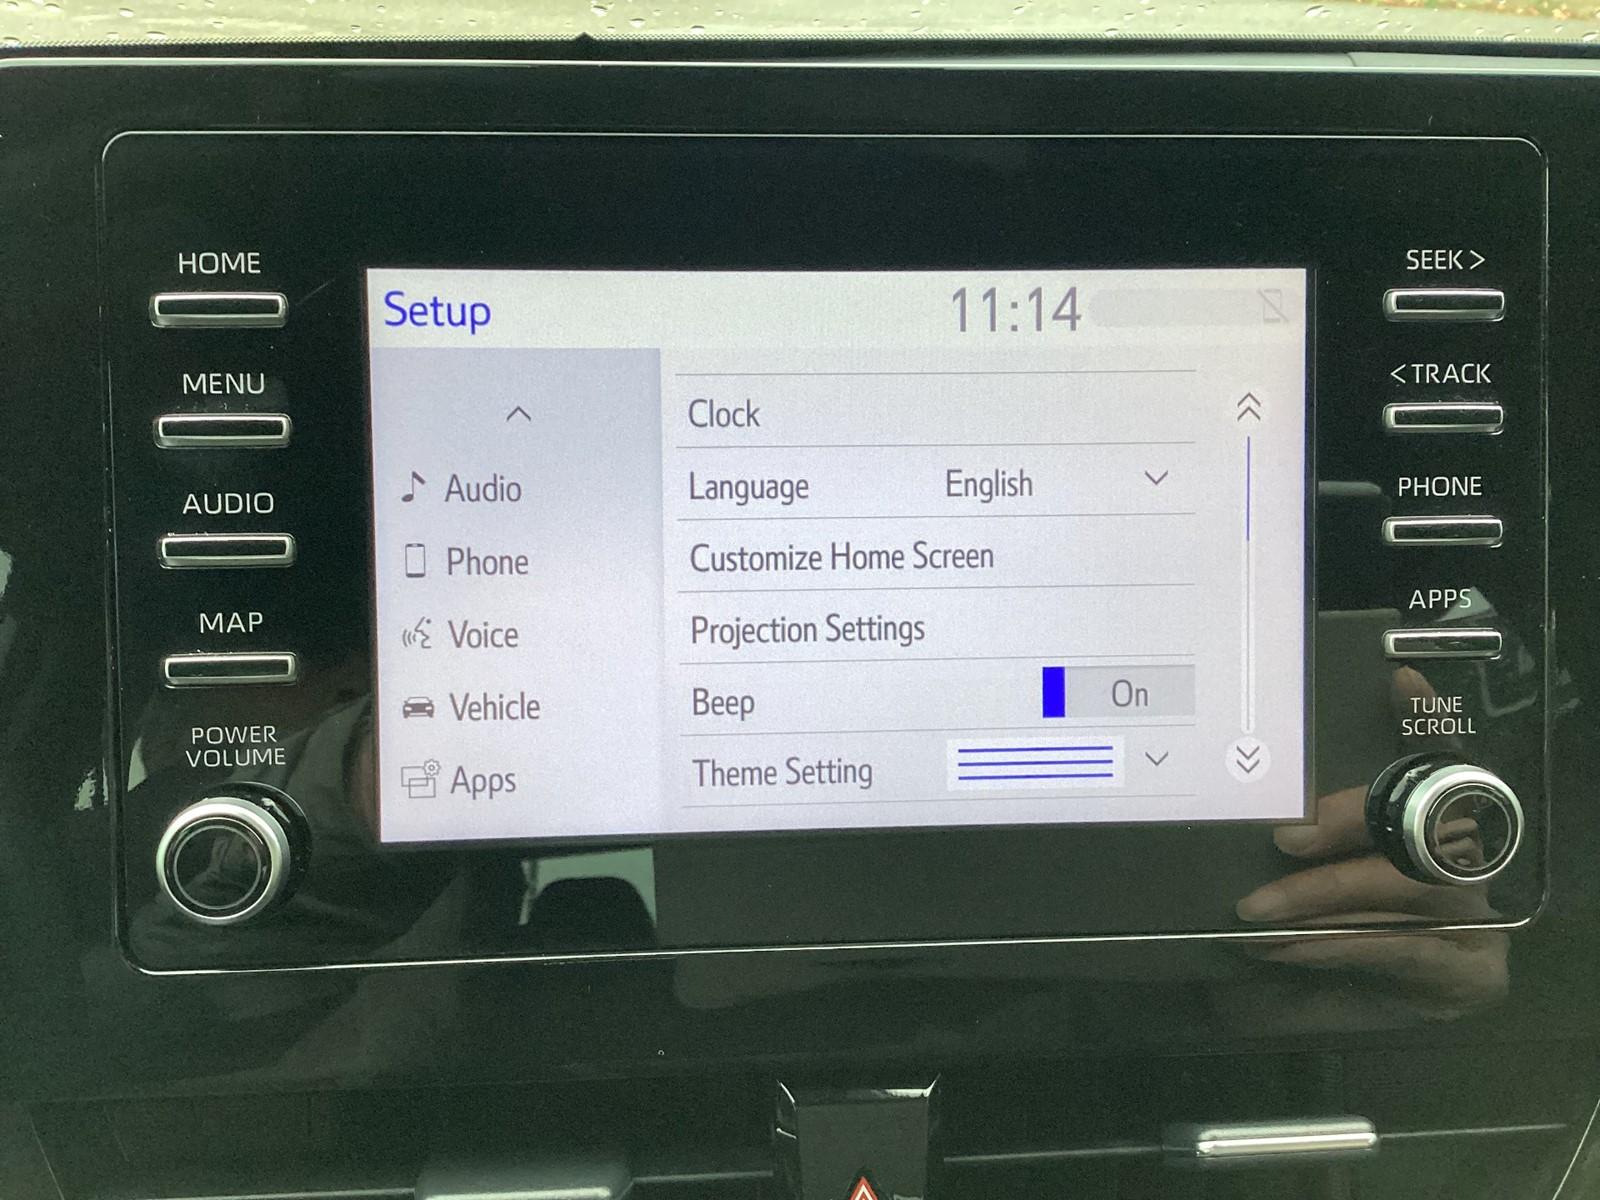 HOME
MENU
AUDIO
MAP
POWER
VOLUME
Setup 11:14
Audio
Phone
Voice
Vehicle
Apps
Clock
Language English
Customize Home Screen
Projection Settings
Beep On
Theme Setting
SEEK >
< TRACK
PHONE
APPS
TUNE
SCROLL